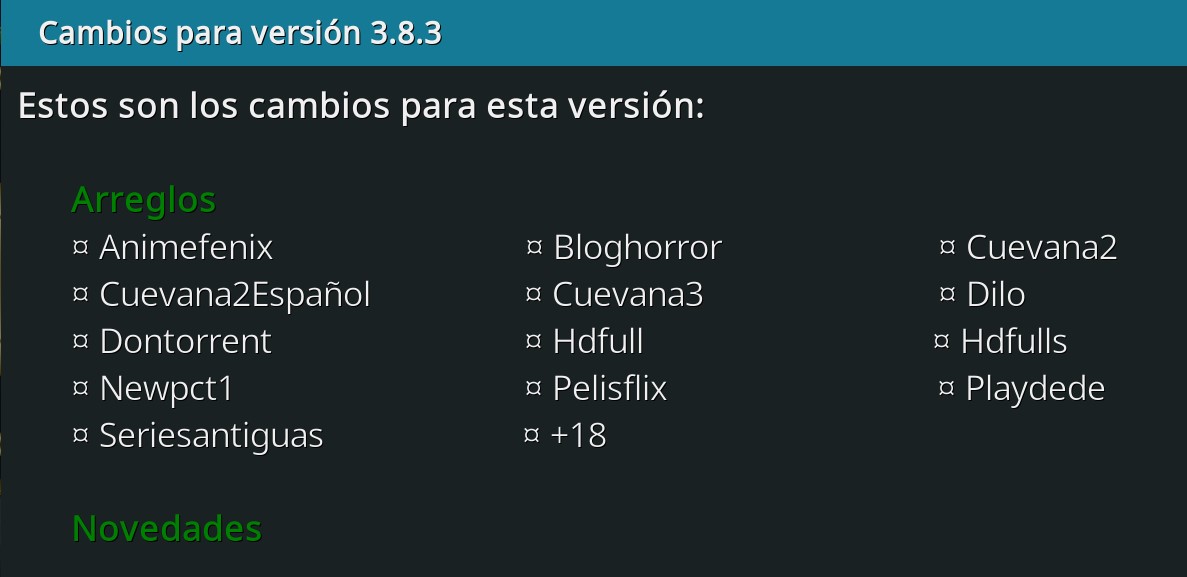 Cambios para versión 3.8.3
Estos son los cambios para esta versión:
Arreglos
¤ Animefenix ¤ Bloghorror ¤ Cuevana2
¤ Cuevana2Español ¤ Cuevana3 ¤ Dilo
¤ Dontorrent ¤ Hdfull ¤ Hdfulls
¤ Newpct1 ¤ Pelisflix ¤ Playdede
¤ Seriesantiguas ¤ +18
Novedades